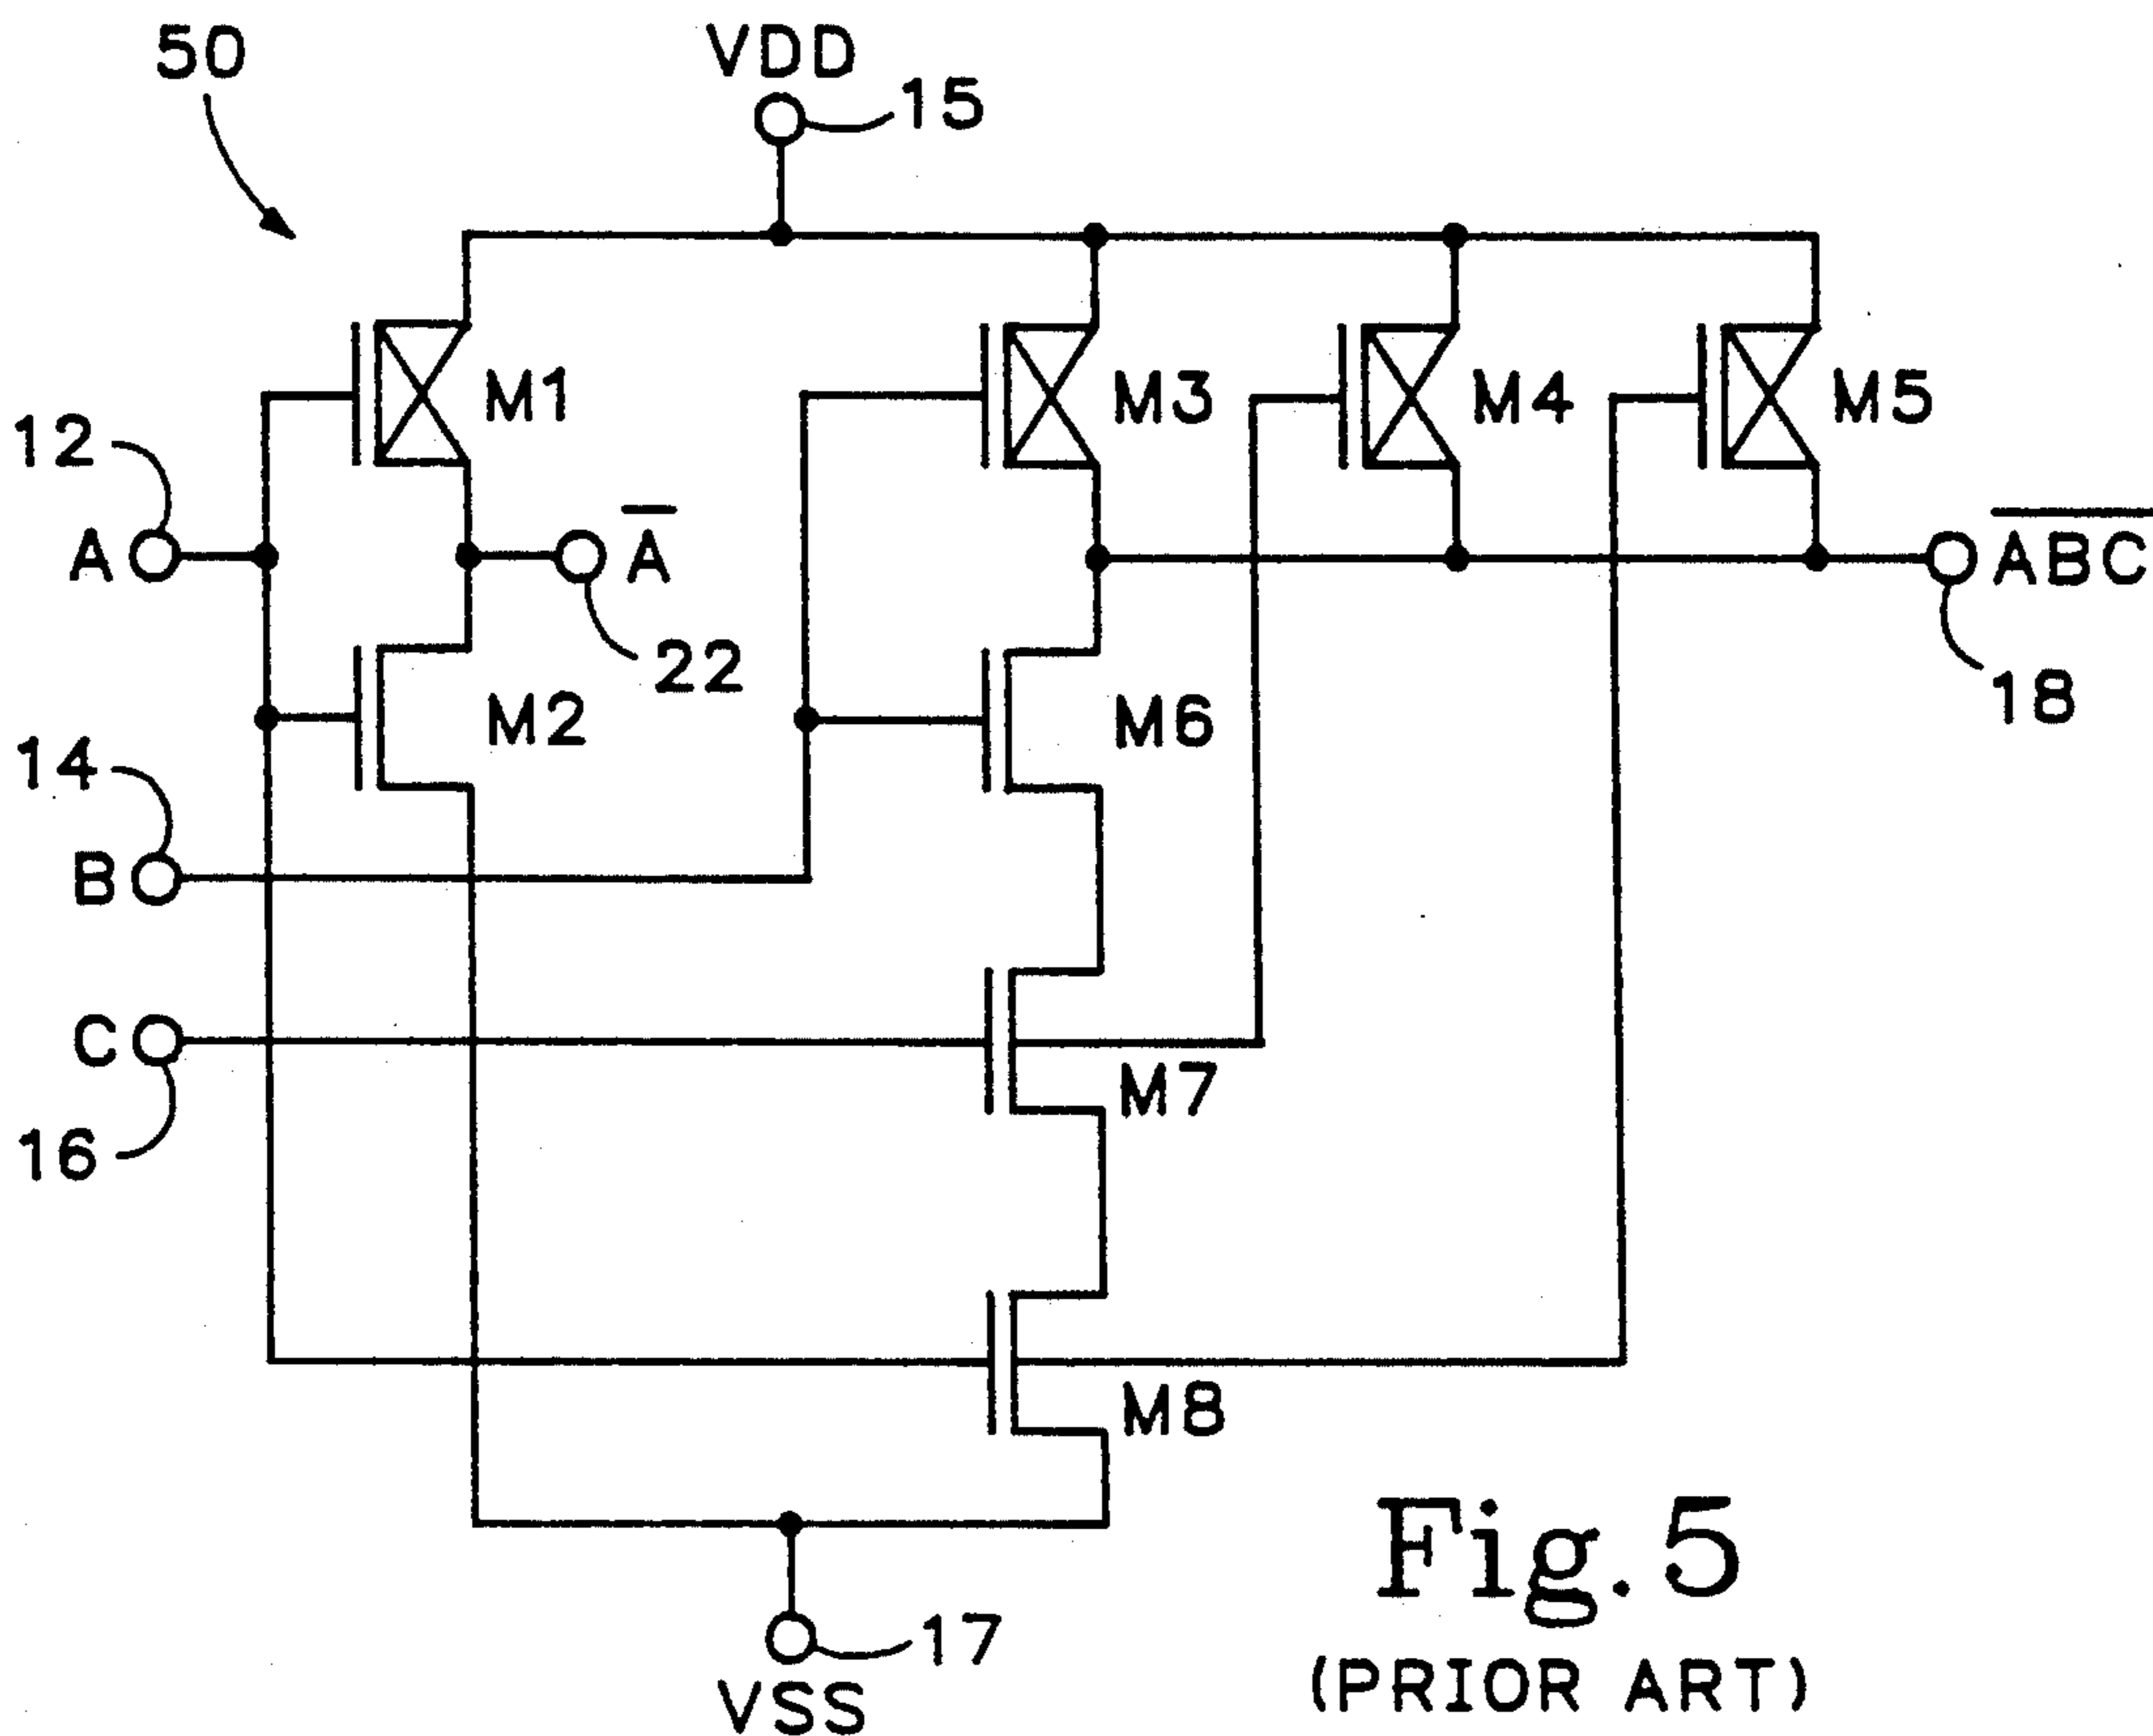 50
VDD
15
M1
M3
M4
M5
12
A
A̅
A̅B̅C̅
22
18
M2
M6
14
B
C
M7
16
M8
17
VSS
Fig. 5
(PRIOR ART)